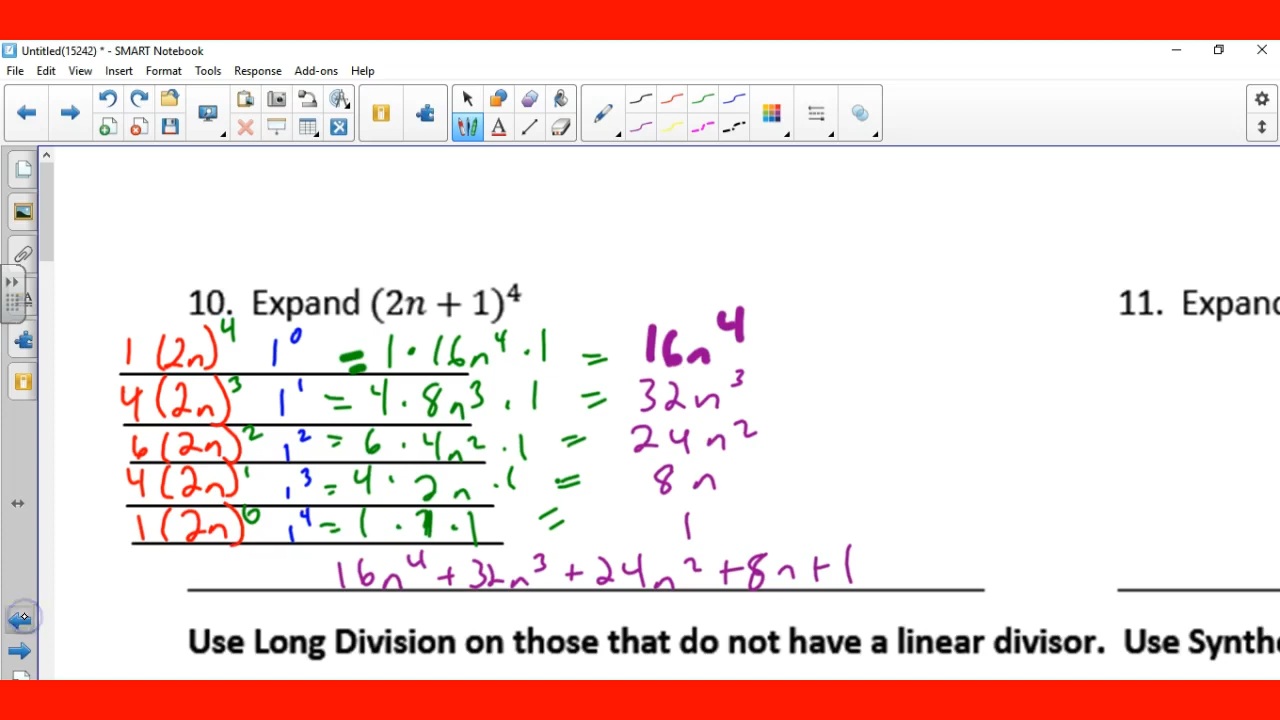 Untitled(15242) * - SMART Notebook
File Edit View Insert Format Tools Response Add-ons Help
10. Expand (2n + 1)⁴
11. Expand
1 (2n)⁴ 1⁰ = 1 · 16n⁴ · 1 = 16n⁴
4 (2n)³ 1¹ = 4 · 8n³ · 1 = 32n³
6 (2n)² 1² = 6 · 4n² · 1 = 24n²
4 (2n)¹ 1³ = 4 · 2n · 1 = 8n
1 (2n)⁰ 1⁴ = 1 · 1 · 1 = 1
16n⁴ + 32n³ + 24n² + 8n + 1
Use Long Division on those that do not have a linear divisor. Use Synthe